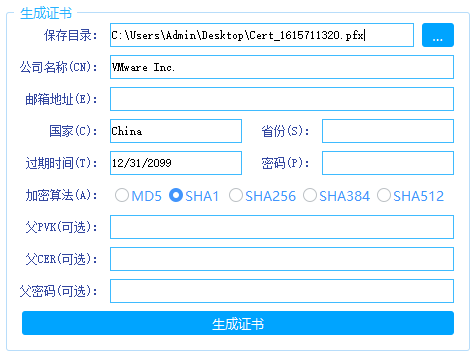 生成证书
保存目录: C:\Users\Admin\Desktop\Cert_1615711320.pfx ...
公司名称(CN): VMware Inc.
邮箱地址(E):
国家(C): China 省份(S):
过期时间(T): 12/31/2099 密码(P):
加密算法(A): MD5 SHA1 SHA256 SHA384 SHA512
父PVK(可选):
父CER(可选):
父密码(可选):
生成证书